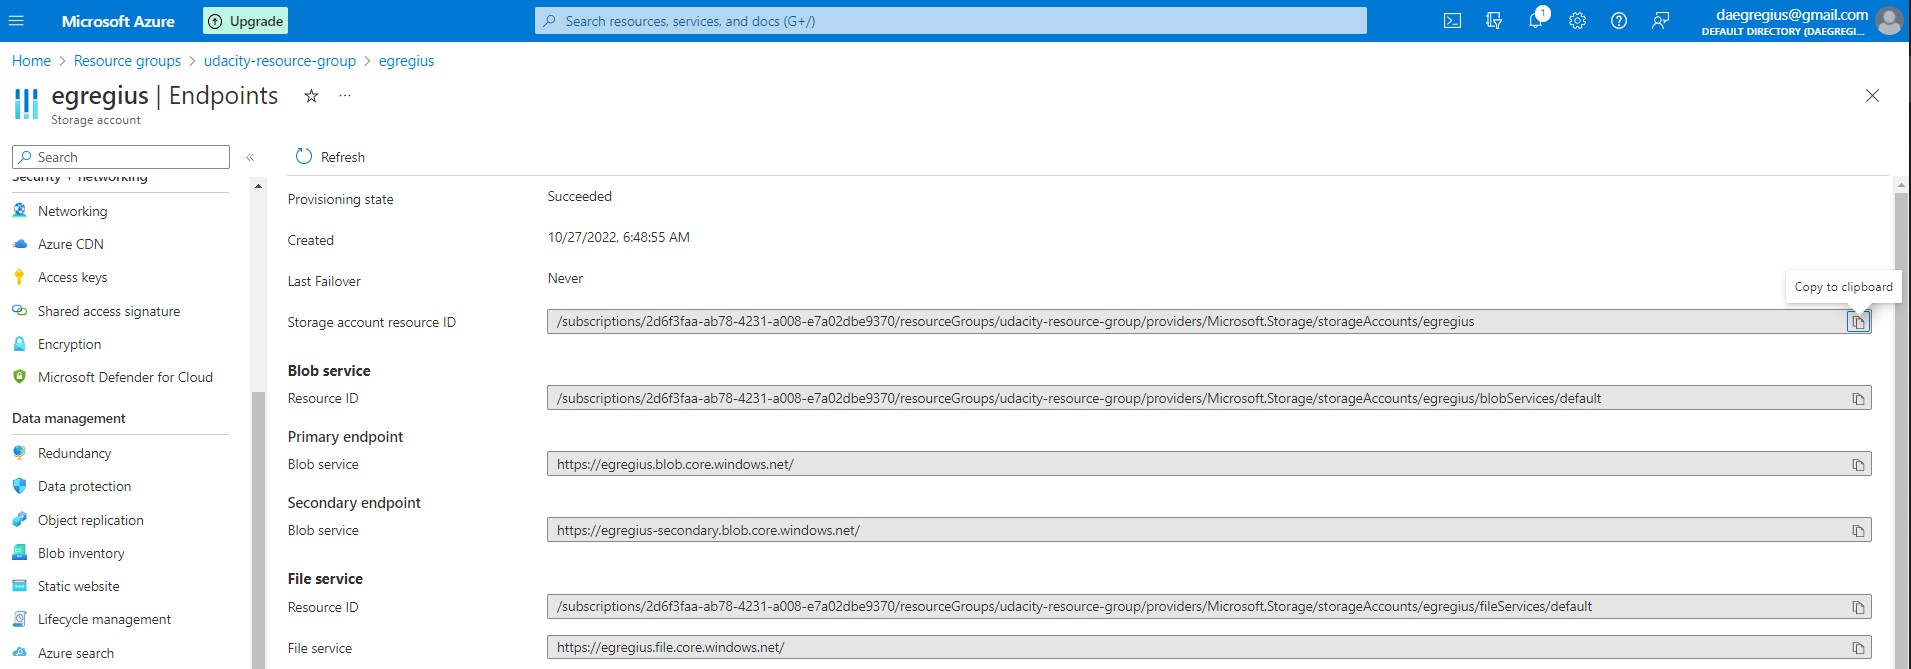 Microsoft Azure
Upgrade
Search resources, services, and docs (G+/)
1
daegregius@gmail.com
DEFAULT DIRECTORY (DAEGREGI...
Home > Resource groups > udacity-resource-group > egregius
egregius | Endpoints
...
Storage account
Search
«
Refresh
Security + networking
Networking
Azure CDN
Access keys
Shared access signature
Encryption
Microsoft Defender for Cloud
Data management
Redundancy
Data protection
Object replication
Blob inventory
Static website
Lifecycle management
Azure search
Provisioning state
Succeeded
Created
10/27/2022, 6:48:55 AM
Last Failover
Never
Copy to clipboard
Storage account resource ID
/subscriptions/2d6f3faa-ab78-4231-a008-e7a02dbe9370/resourceGroups/udacity-resource-group/providers/Microsoft.Storage/storageAccounts/egregius
Blob service
Resource ID
/subscriptions/2d6f3faa-ab78-4231-a008-e7a02dbe9370/resourceGroups/udacity-resource-group/providers/Microsoft.Storage/storageAccounts/egregius/blobServices/default
Primary endpoint
Blob service
https://egregius.blob.core.windows.net/
Secondary endpoint
Blob service
https://egregius-secondary.blob.core.windows.net/
File service
Resource ID
/subscriptions/2d6f3faa-ab78-4231-a008-e7a02dbe9370/resourceGroups/udacity-resource-group/providers/Microsoft.Storage/storageAccounts/egregius/fileServices/default
File service
https://egregius.file.core.windows.net/